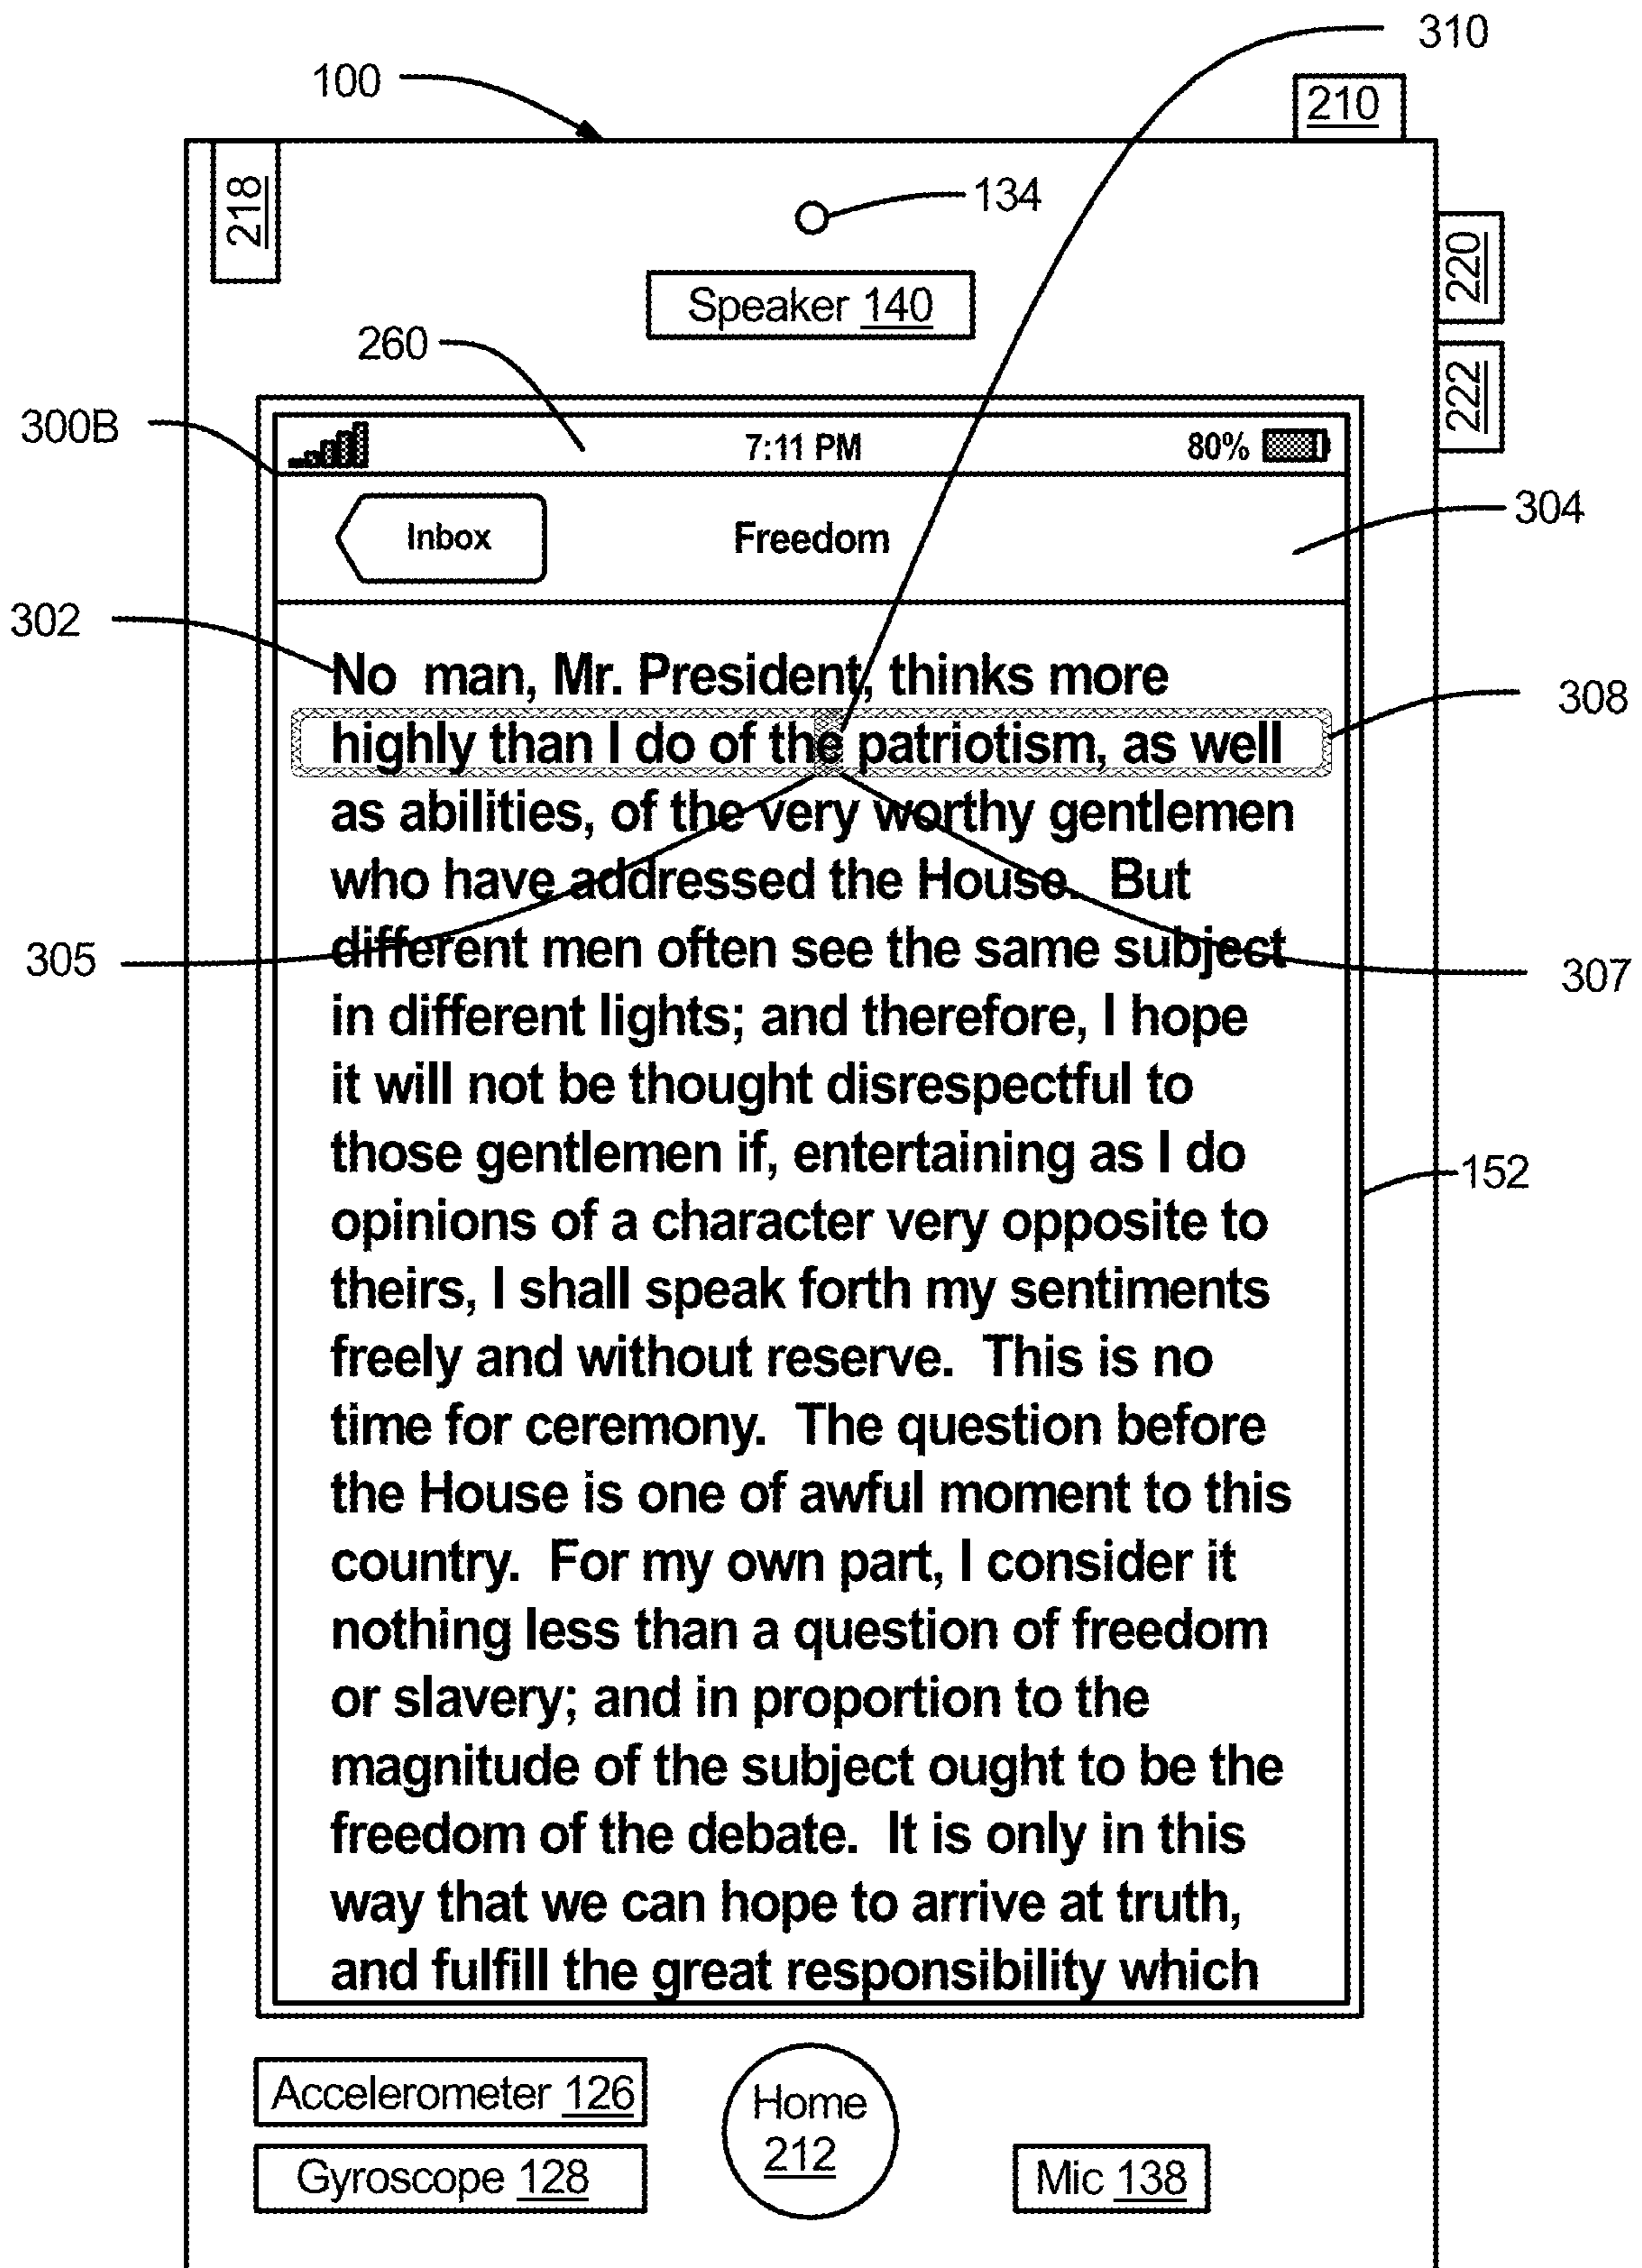 310
100
210
218
134
220
Speaker 140
260
222
300B
7:11 PM 80%
304
Inbox Freedom
302
No man, Mr. President, thinks more
308
highly than I do of the patriotism, as well
as abilities, of the very worthy gentlemen
who have addressed the House. But
305
different men often see the same subject
307
in different lights; and therefore, I hope
it will not be thought disrespectful to
those gentlemen if, entertaining as I do
152
opinions of a character very opposite to
theirs, I shall speak forth my sentiments
freely and without reserve. This is no
time for ceremony. The question before
the House is one of awful moment to this
country. For my own part, I consider it
nothing less than a question of freedom
or slavery; and in proportion to the
magnitude of the subject ought to be the
freedom of the debate. It is only in this
way that we can hope to arrive at truth,
and fulfill the great responsibility which
Accelerometer 126
Home
212
Gyroscope 128
Mic 138